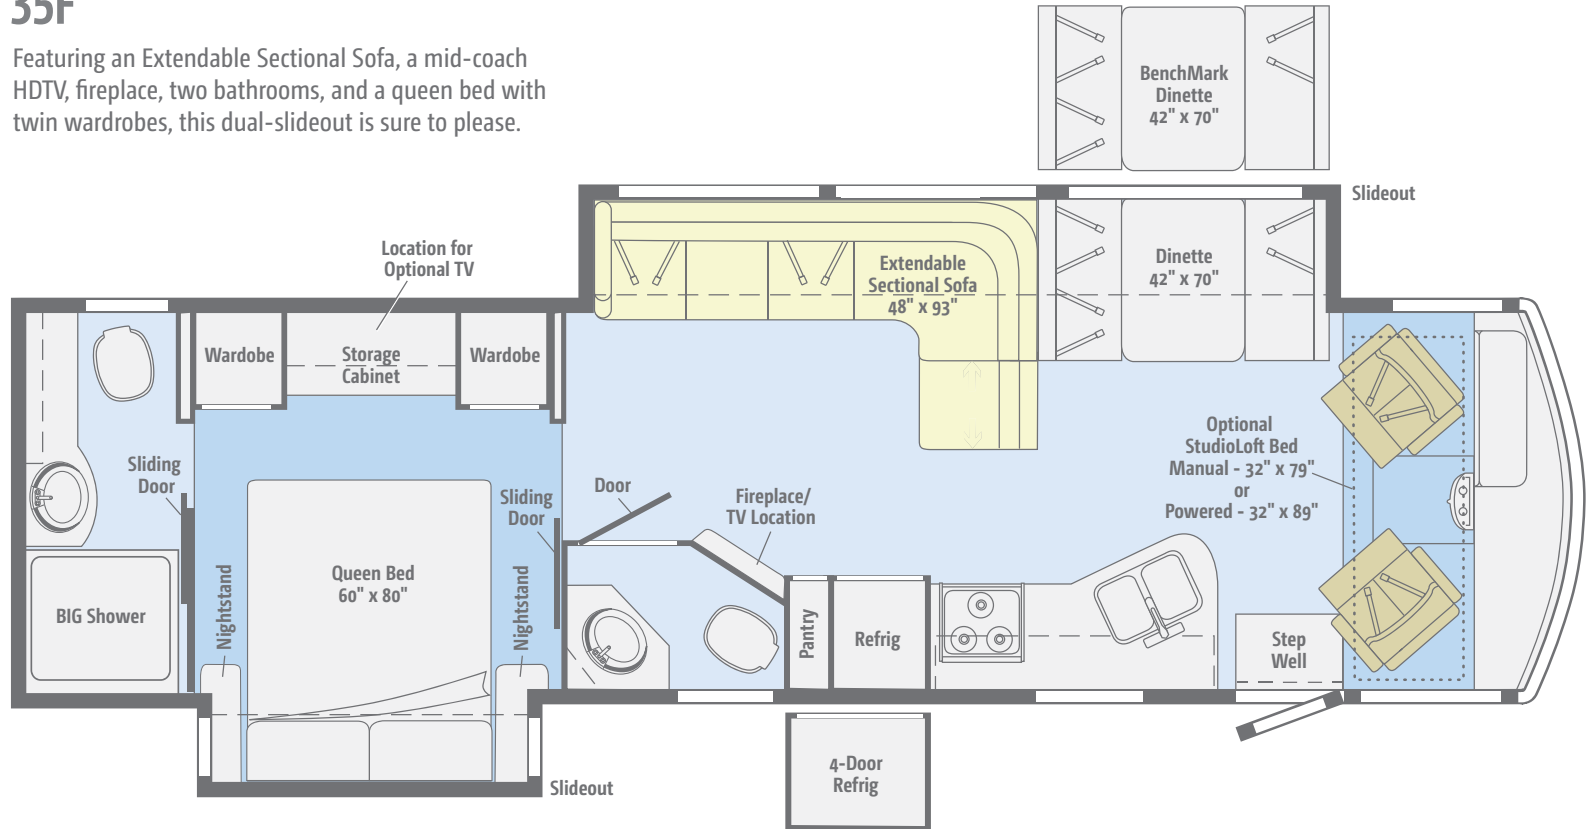 35F
Featuring an Extendable Sectional Sofa, a mid-coach
HDTV, fireplace, two bathrooms, and a queen bed with
twin wardrobes, this dual-slideout is sure to please.
BenchMark
Dinette
42" x 70"
Slideout
Location for
Optional TV
Extendable
Sectional Sofa
48" x 93"
Dinette
42" x 70"
Wardobe
Storage
Cabinet
Wardobe
Optional
StudioLoft Bed
Manual - 32" x 79"
or
Powered - 32" x 89"
Sliding
Door
Sliding
Door
Door
Fireplace/
TV Location
Queen Bed
60" x 80"
Nightstand
Nightstand
BIG Shower
Pantry
Refrig
Step
Well
4-Door
Refrig
Slideout